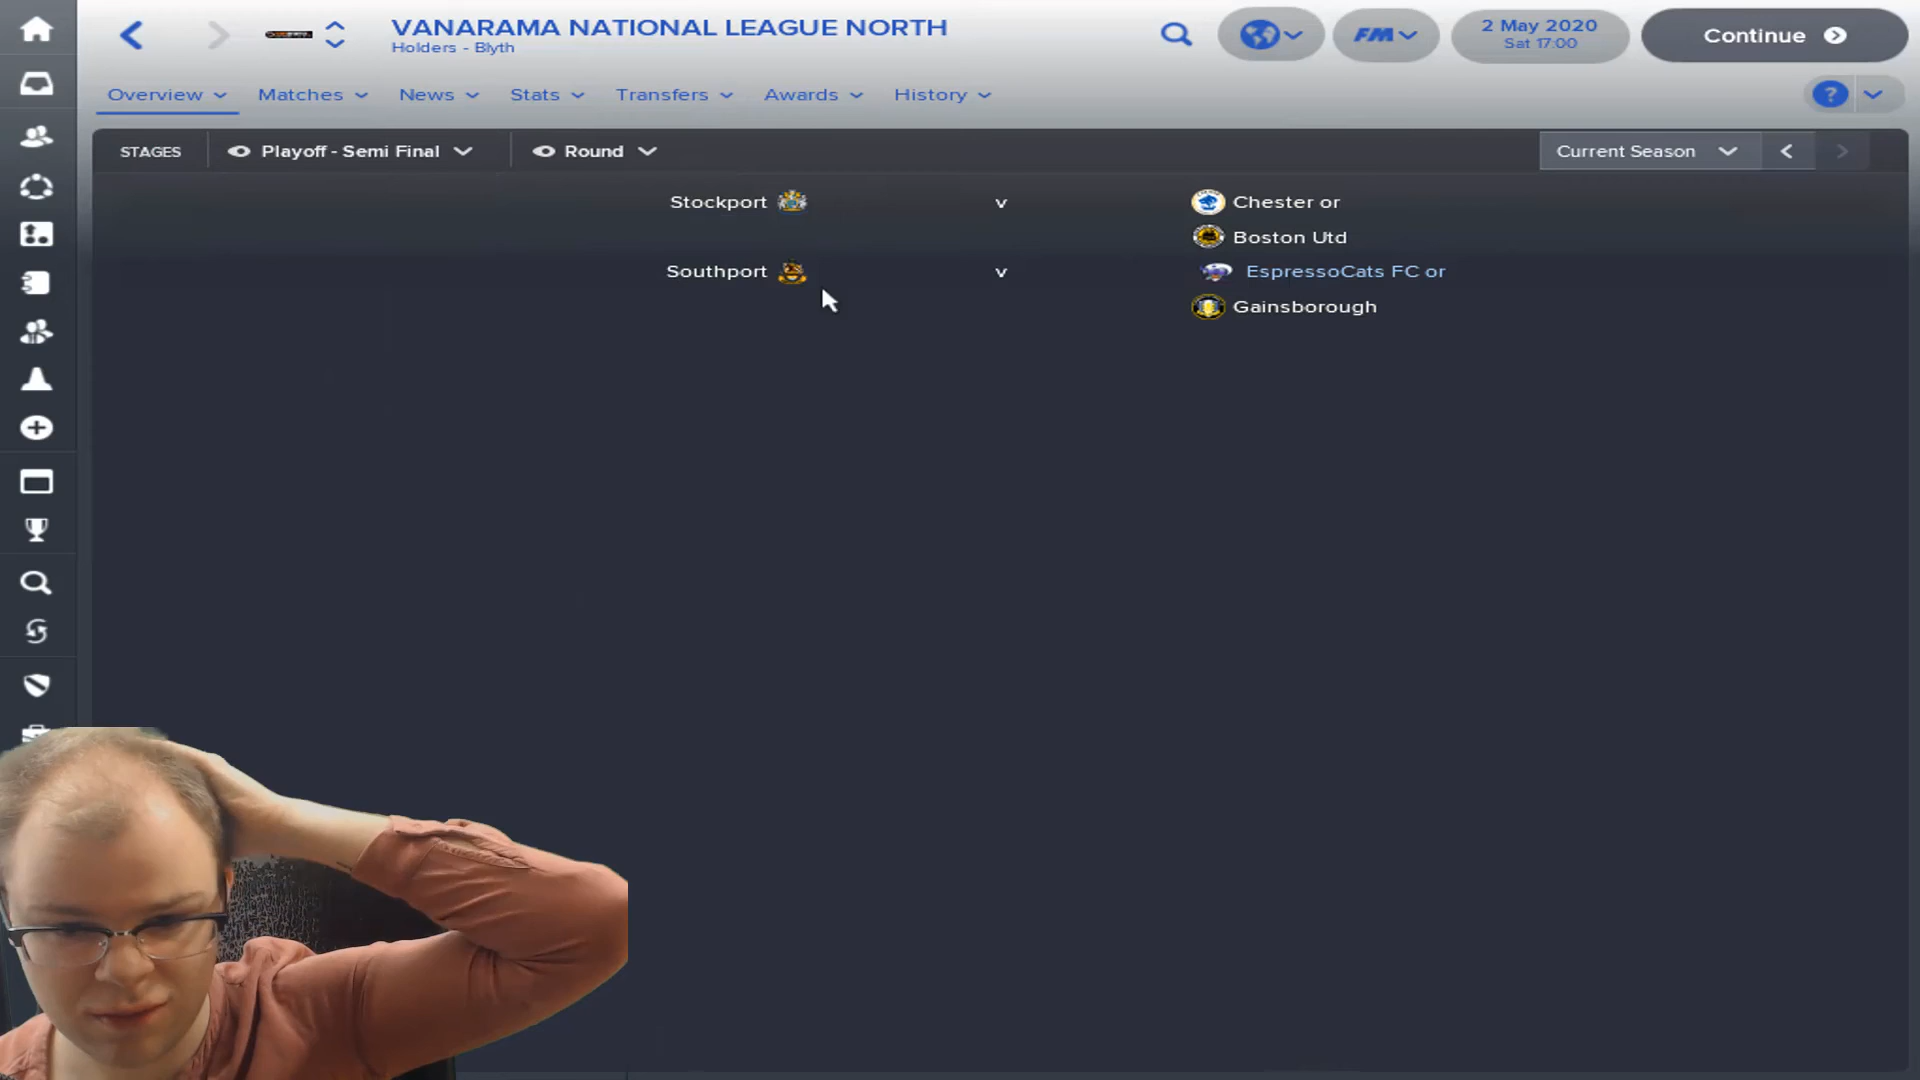 VANARAMA NATIONAL LEAGUE NORTH
Holders - Blyth
FM
2 May 2020
Sat 17:00
Continue
Overview Matches News Stats Transfers Awards History
?
STAGES Playoff - Semi Final Round Current Season
Stockport v Chester or
Boston Utd
Southport v EspressoCats FC or
Gainsborough